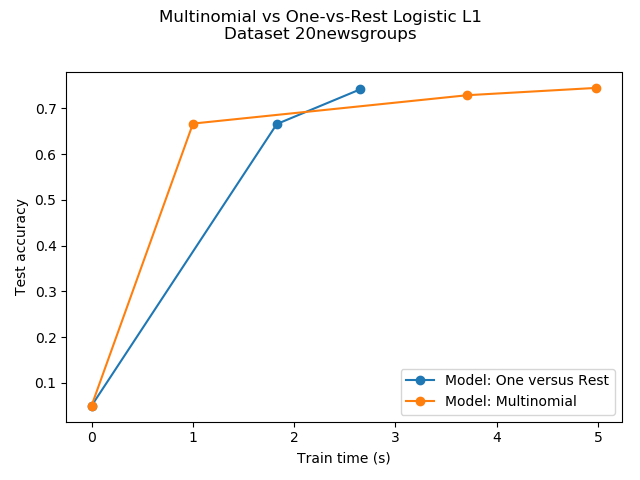 Multinomial vs One-vs-Rest Logistic L1
Dataset 20newsgroups
0.7
0.6
0.5
0.4
0.3
0.2
0.1
Test accuracy
Model: One versus Rest
Model: Multinomial
0 1 2 3 4 5
Train time (s)